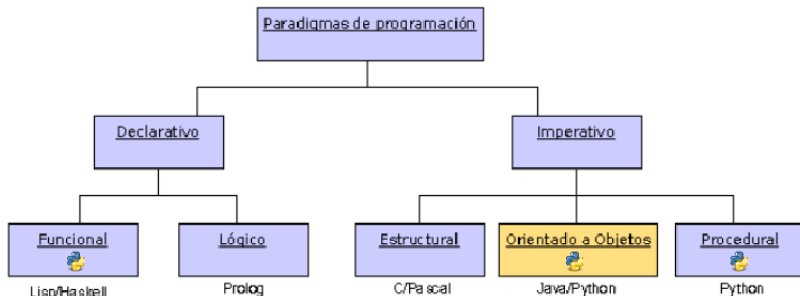 Paradigmas de programación
Declarativo
Imperativo
Funcional
Lógico
Estructural
Orientado a Objetos
Procedural
Lisp/Haskell
Prolog
C/Pascal
Java/Python
Python